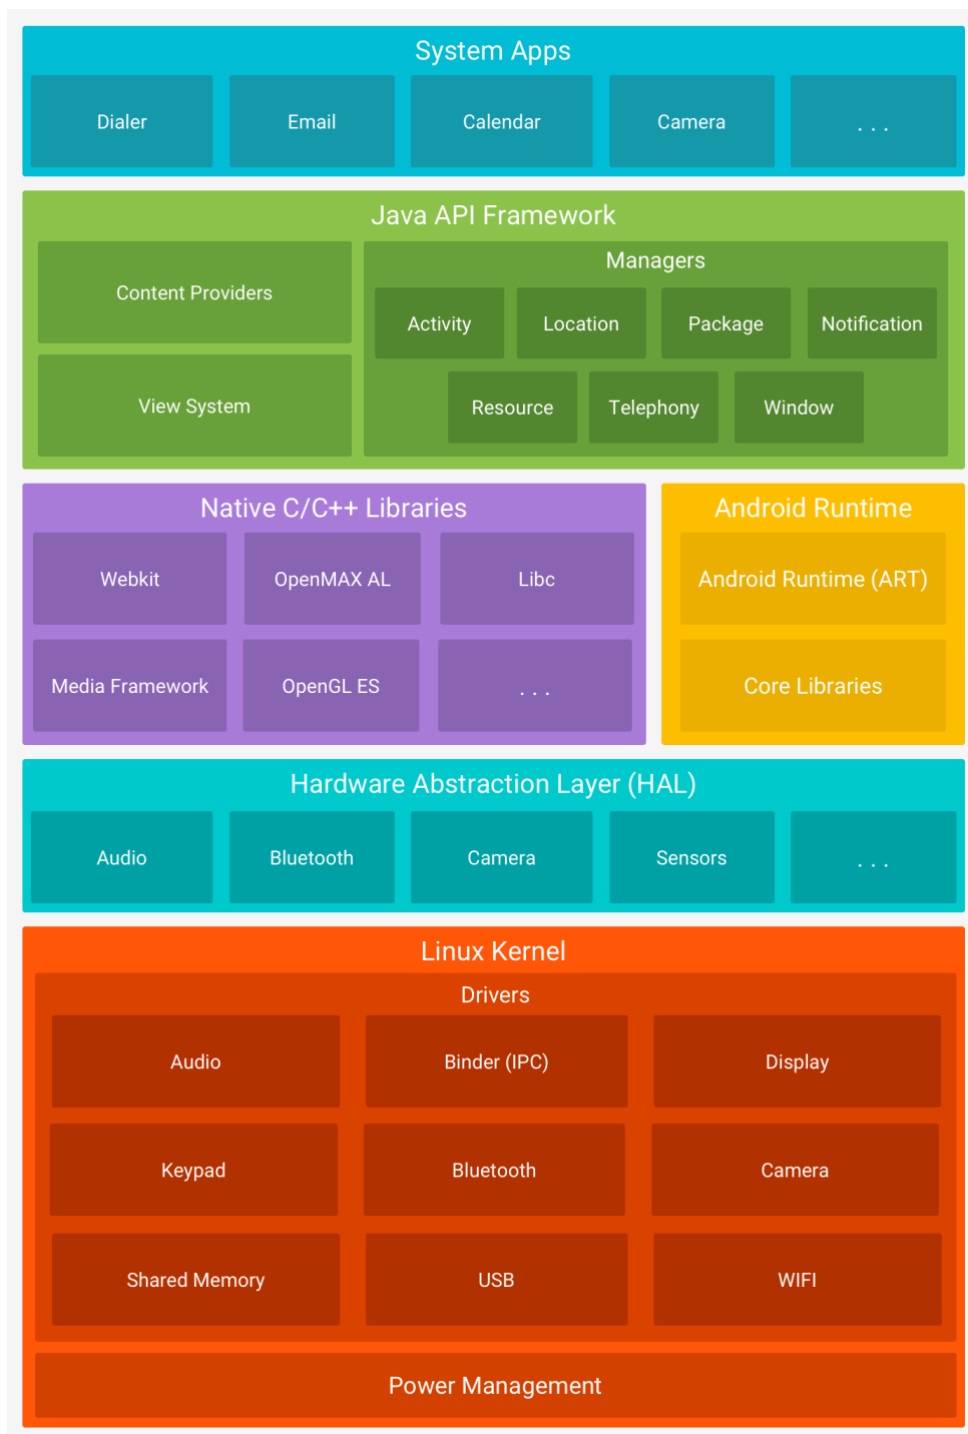 System Apps
Dialer
Email
Calendar
Camera
. . .
Java API Framework
Content Providers
View System
Managers
Activity
Location
Package
Notification
Resource
Telephony
Window
Native C/C++ Libraries
Webkit
OpenMAX AL
Libc
Media Framework
OpenGL ES
. . .
Android Runtime
Android Runtime (ART)
Core Libraries
Hardware Abstraction Layer (HAL)
Audio
Bluetooth
Camera
Sensors
. . .
Linux Kernel
Drivers
Audio
Binder (IPC)
Display
Keypad
Bluetooth
Camera
Shared Memory
USB
WIFI
Power Management